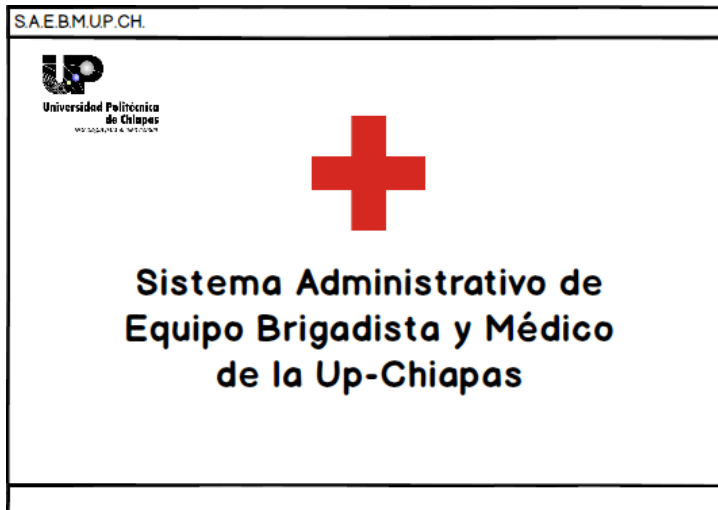 S.A.E.B.M.U.P.CH.
UP
Universidad Politécnica
de Chiapas
Sistema Administrativo de
Equipo Brigadista y Médico
de la Up-Chiapas